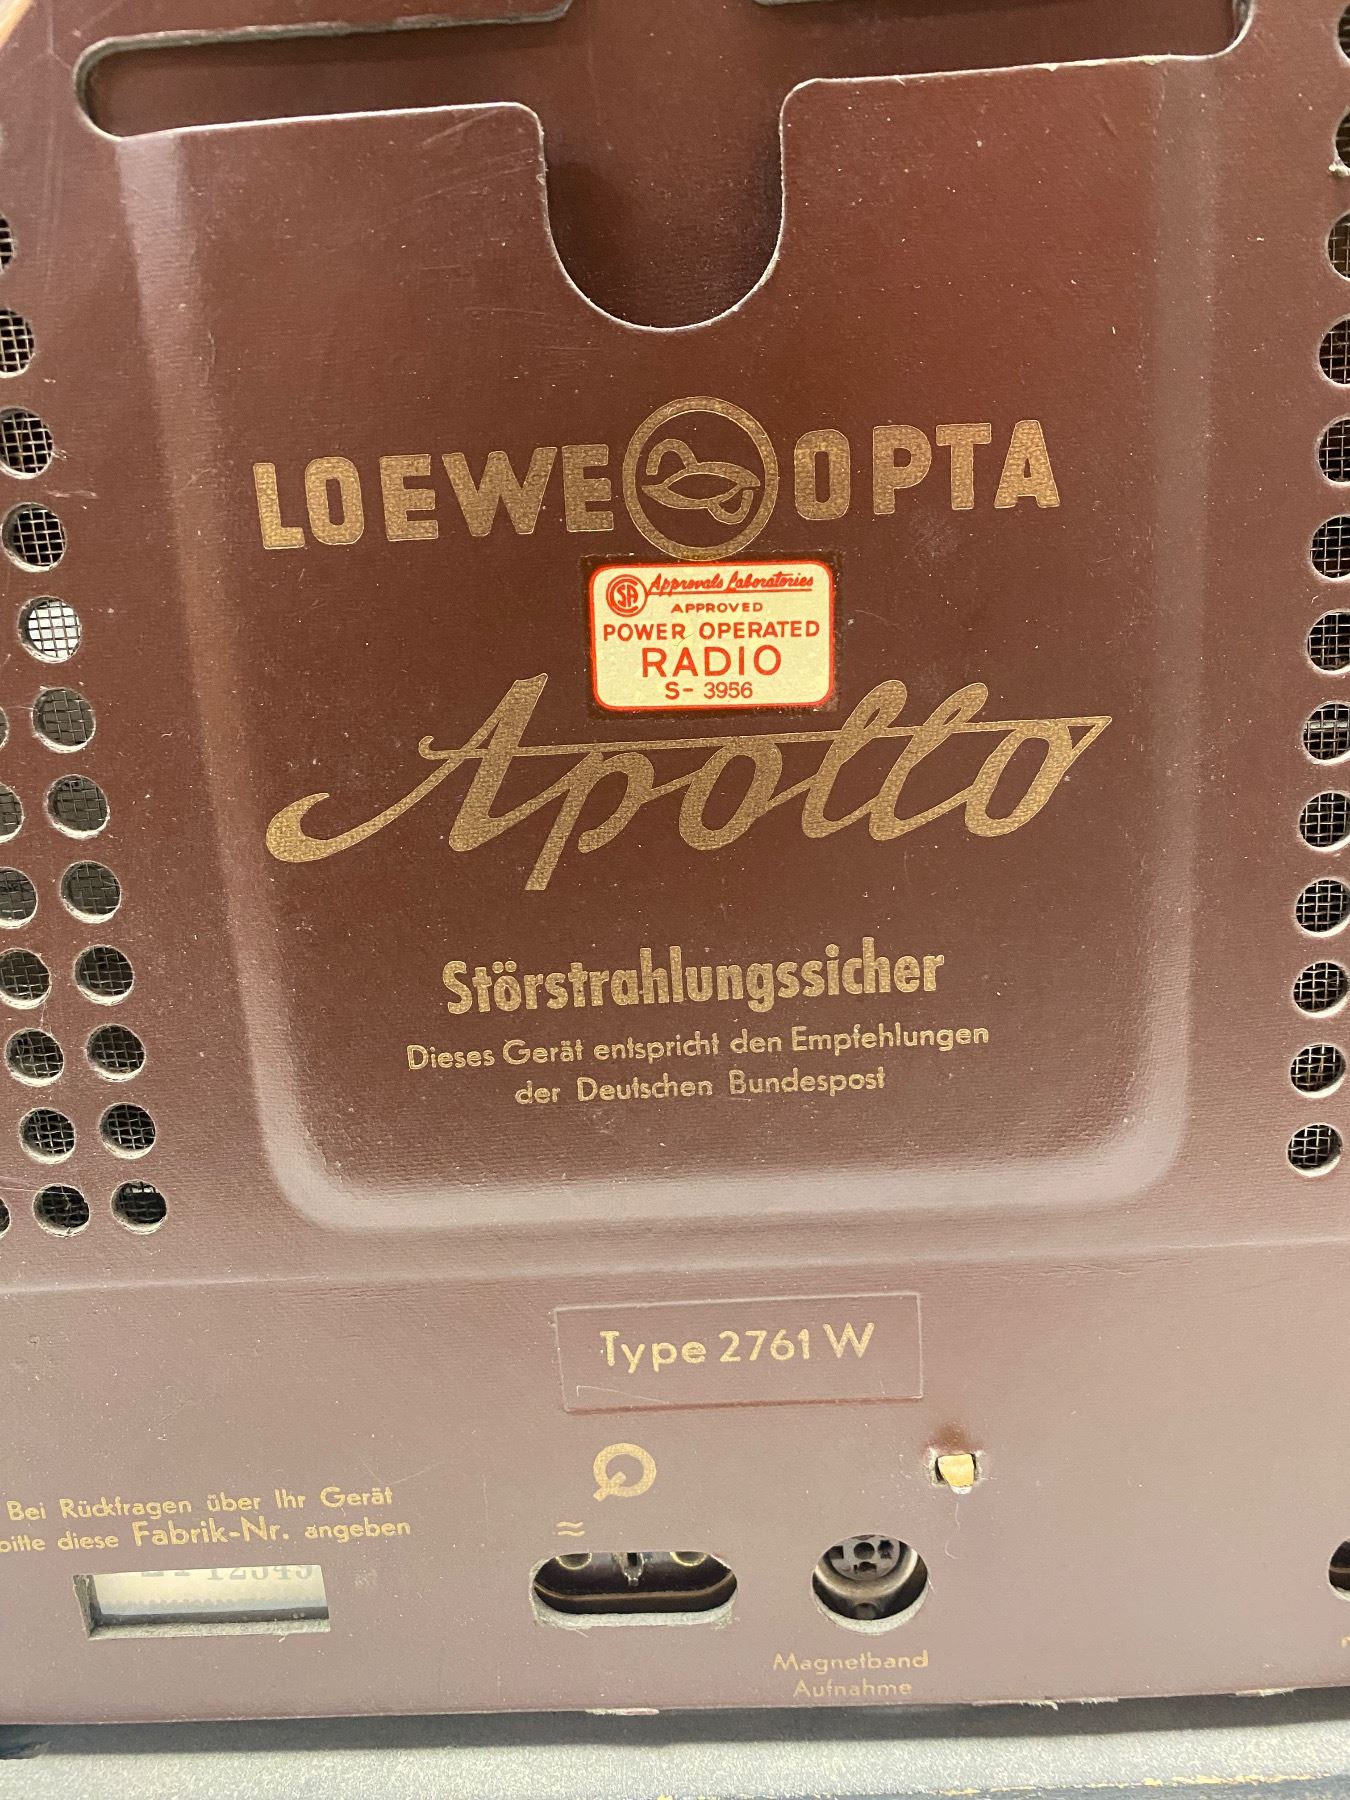 LOEWE OPTA
CSA Approvals Laboratories
APPROVED
POWER OPERATED
RADIO
S- 3956
Apollo
Störstrahlungssicher
Dieses Gerät entspricht den Empfehlungen
der Deutschen Bundespost
Type 2761 W
Bei Rückfragen über Ihr Gerät
bitte diese Fabrik-Nr. angeben
≈
Magnetband
Aufnahme